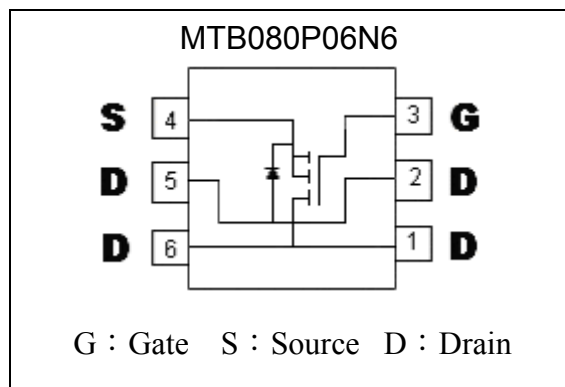 MTB080P06N6
S 4 3 G
D 5 2 D
D 6 1 D
G：Gate S：Source D：Drain